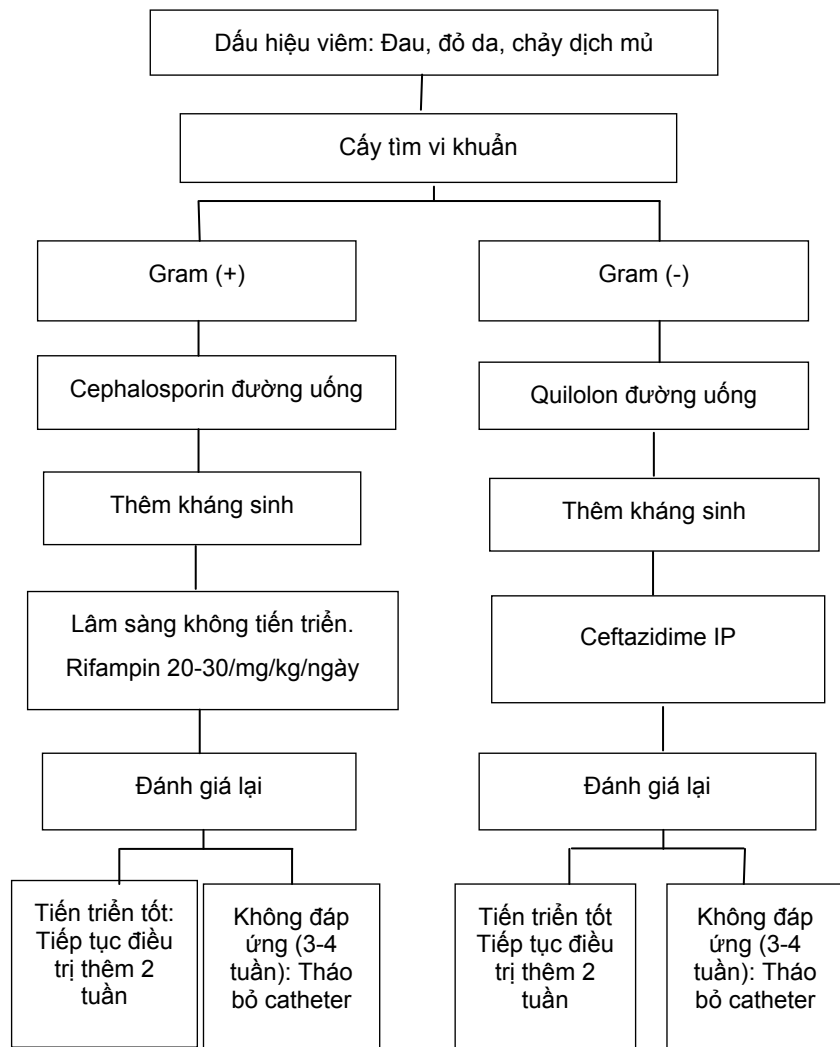 Dấu hiệu viêm: Đau, đỏ da, chảy dịch mủ
Cấy tìm vi khuẩn
Gram (+)
Gram (-)
Cephalosporin đường uống
Quilolon đường uống
Thêm kháng sinh
Thêm kháng sinh
Lâm sàng không tiến triển.
Rifampin 20-30/mg/kg/ngày
Ceftazidime IP
Đánh giá lại
Đánh giá lại
Tiến triển tốt:
Tiếp tục điều
trị thêm 2
tuần
Không đáp
ứng (3-4
tuần): Tháo
bỏ catheter
Tiến triển tốt
Tiếp tục điều
trị thêm 2
tuần
Không đáp
ứng (3-4
tuần): Tháo
bỏ catheter